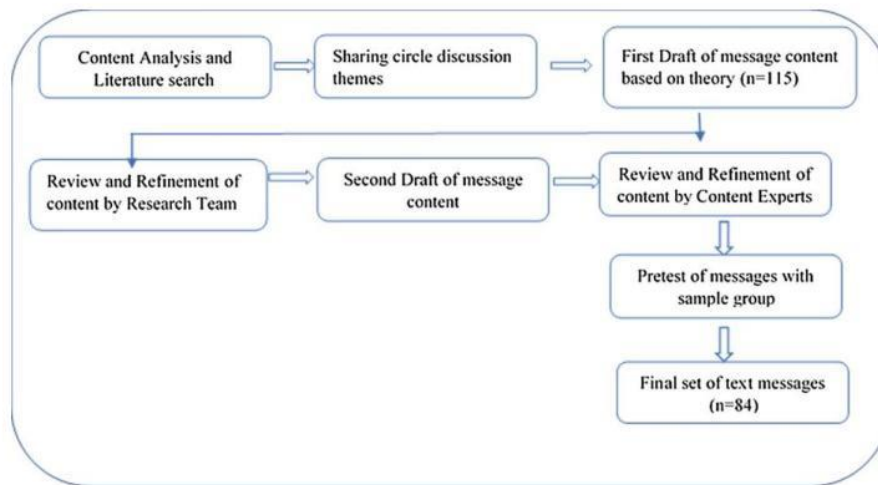 Content Analysis and
Literature search
Sharing circle discussion
themes
First Draft of message content
based on theory (n=115)
Review and Refinement of
content by Research Team
Second Draft of message
content
Review and Refinement of
content by Content Experts
Pretest of messages with
sample group
Final set of text messages
(n=84)